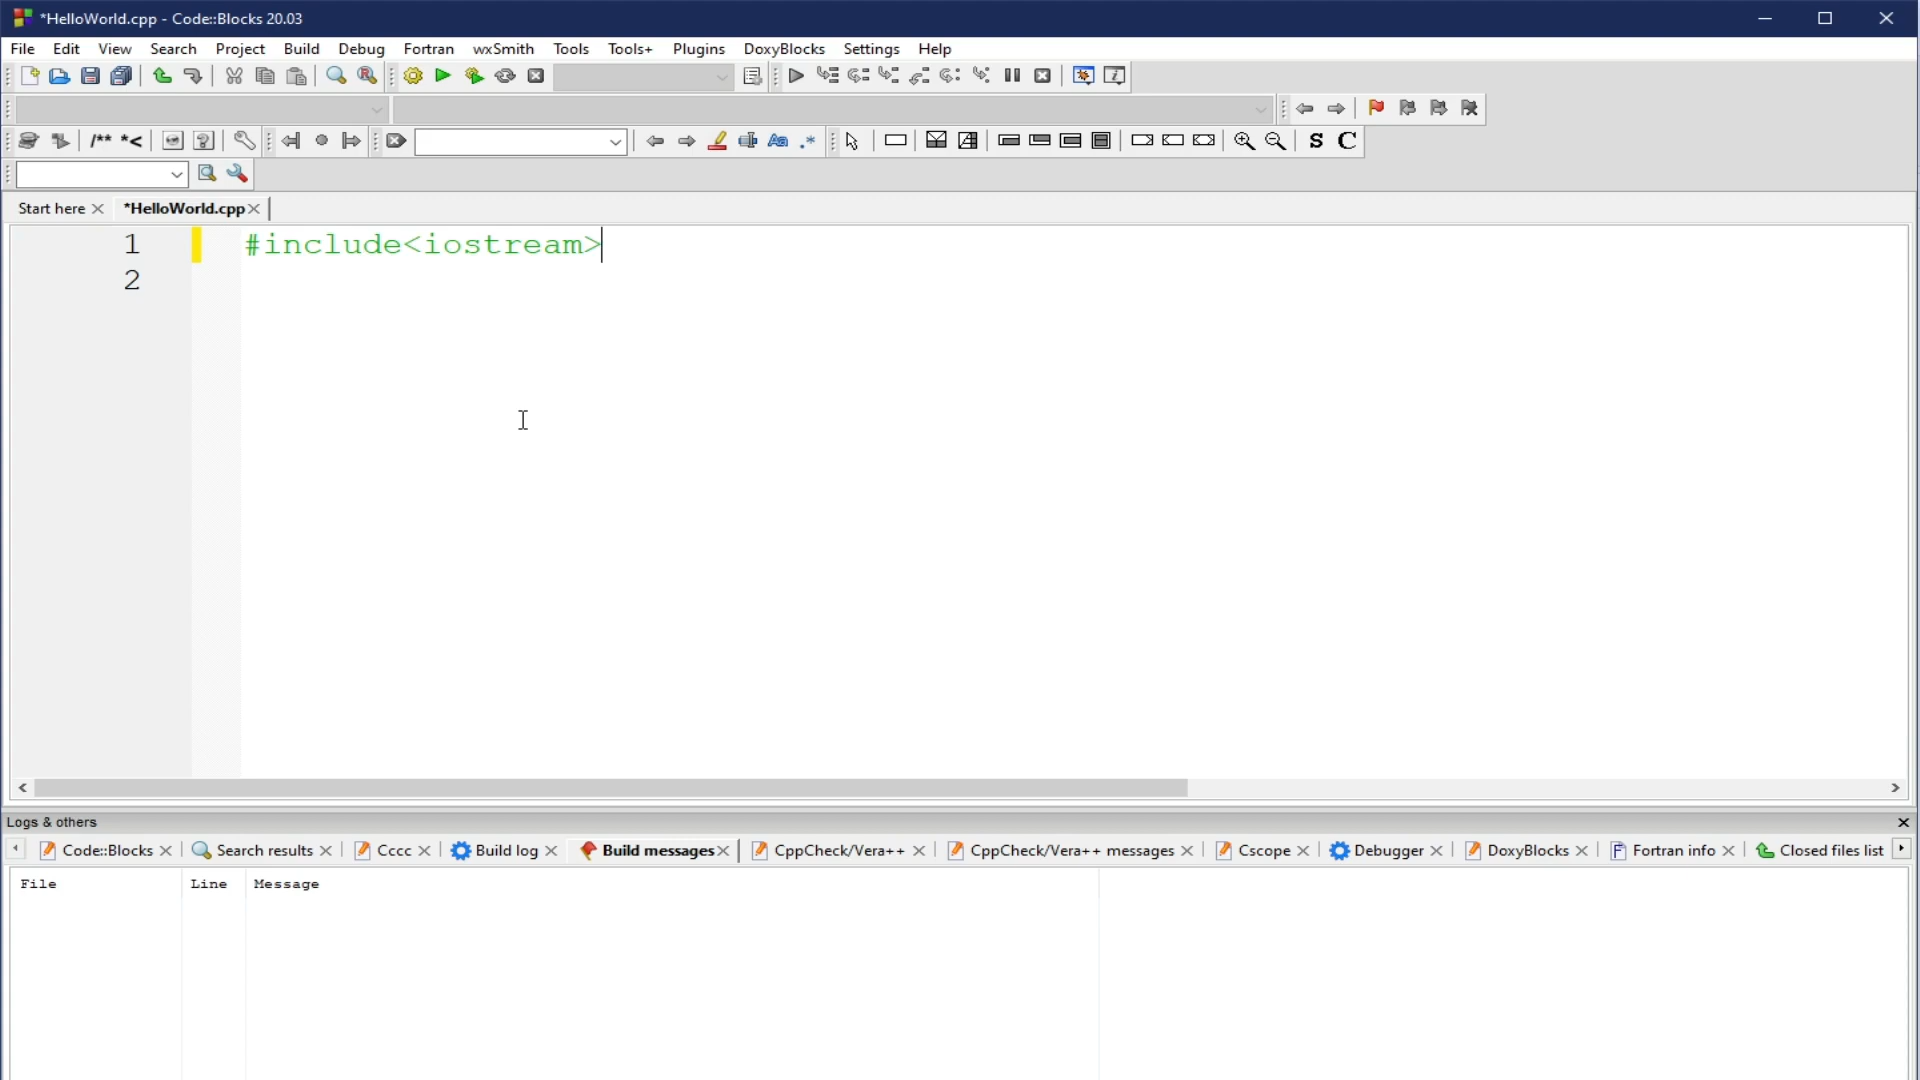 *HelloWorld.cpp - Code::Blocks 20.03
File Edit View Search Project Build Debug Fortran wxSmith Tools Tools+ Plugins DoxyBlocks Settings Help
/** *<
Aa .*
S C
Start here *HelloWorld.cpp
1 #include<iostream>
2
Logs & others
Code::Blocks Search results Cccc Build log Build messages CppCheck/Vera++ CppCheck/Vera++ messages Cscope Debugger DoxyBlocks Fortran info Closed files list
File Line Message